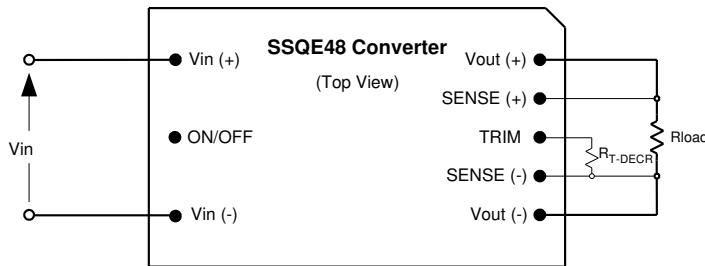 SSQE48 Converter
(Top View)
Vin (+)
Vout (+)
SENSE (+)
Vin
ON/OFF
TRIM
Rload
RT-DECR
SENSE (-)
Vin (-)
Vout (-)